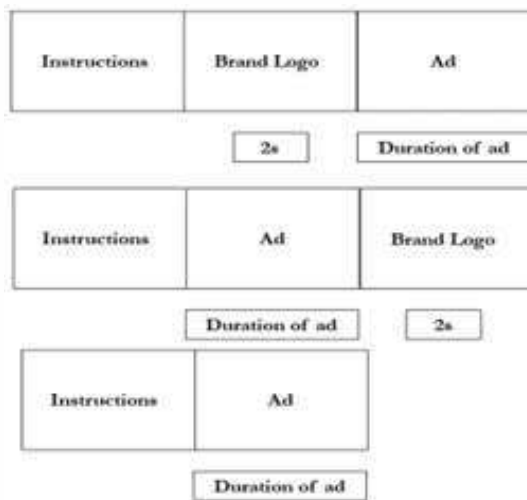 Instructions Brand Logo Ad
2s Duration of ad
Instructions Ad Brand Logo
Duration of ad 2s
Instructions Ad
Duration of ad